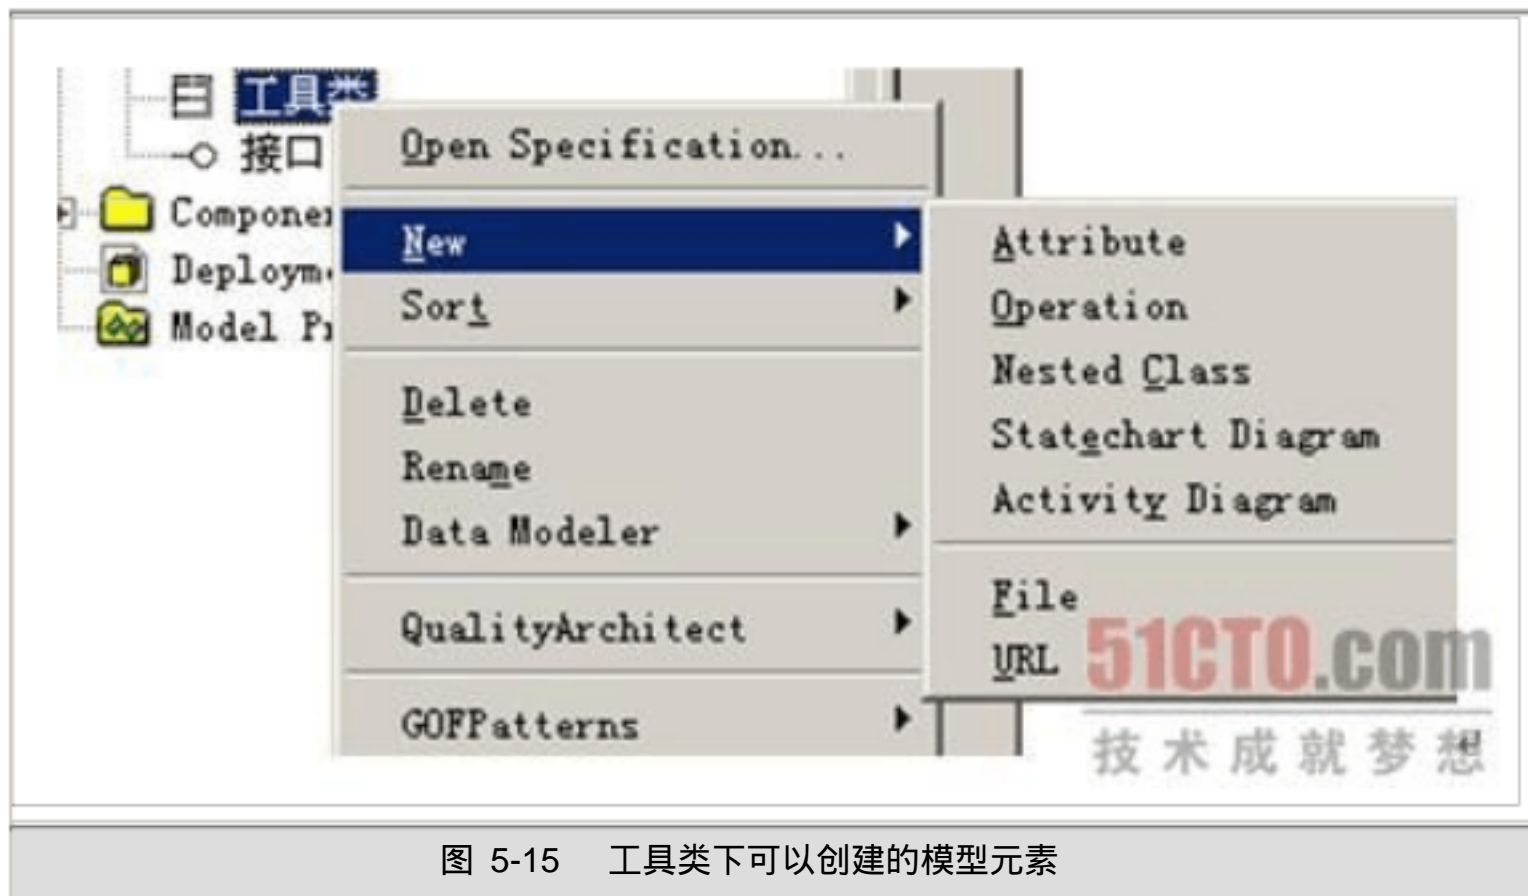 工具类
接口
Open Specification...
Componen
New
Deployme
Sort
Model Pr
Delete
Rename
Data Modeler
QualityArchitect
GOFPatterns
Attribute
Operation
Nested Class
Statechart Diagram
Activity Diagram
File
URL
51CTO.com
技术成就梦想
图 5-15 工具类下可以创建的模型元素